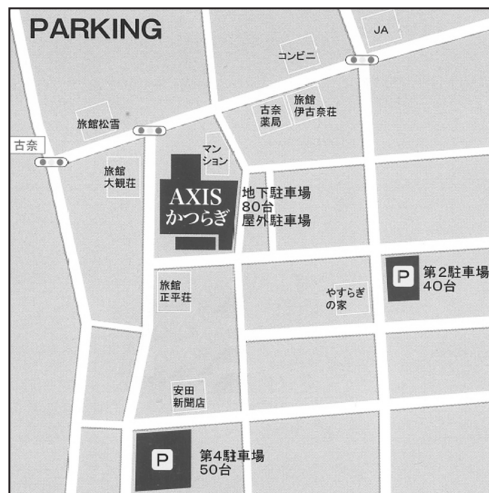 PARKING
JA
コンビニ
旅館
伊古奈荘
古奈
薬局
旅館松雪
古奈
マン
ション
旅館
大観荘
AXIS
かつらぎ
地下駐車場
80台
屋外駐車場
P
第2駐車場
40台
旅館
正平荘
やすらぎ
の家
安田
新聞店
P
第4駐車場
50台